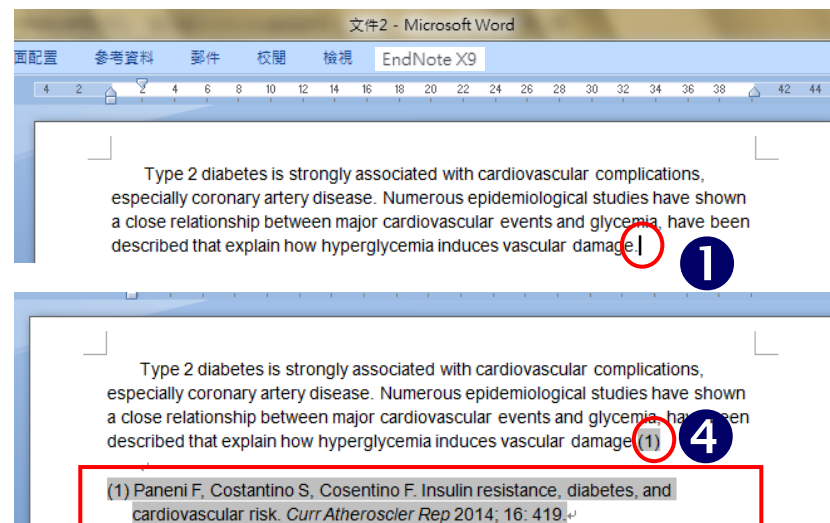 文件2 - Microsoft Word
面配置 參考資料 郵件 校閱 檢視 EndNote X9
4 2 2 4 6 8 10 12 14 16 18 20 22 24 26 28 30 32 34 36 38 42 44
Type 2 diabetes is strongly associated with cardiovascular complications,
especially coronary artery disease. Numerous epidemiological studies have shown
a close relationship between major cardiovascular events and glycemia, have been
described that explain how hyperglycemia induces vascular damage.
1
Type 2 diabetes is strongly associated with cardiovascular complications,
especially coronary artery disease. Numerous epidemiological studies have shown
a close relationship between major cardiovascular events and glycemia, have been
described that explain how hyperglycemia induces vascular damage (1)
4
(1) Paneni F, Costantino S, Cosentino F. Insulin resistance, diabetes, and
cardiovascular risk. Curr Atheroscler Rep 2014; 16: 419.